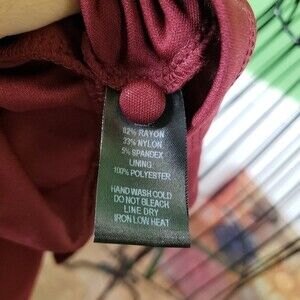 62% RAYON
33% NYLON
5% SPANDEX
LINING:
100% POLYESTER
HAND WASH COLD
DO NOT BLEACH
LINE DRY
IRON LOW HEAT